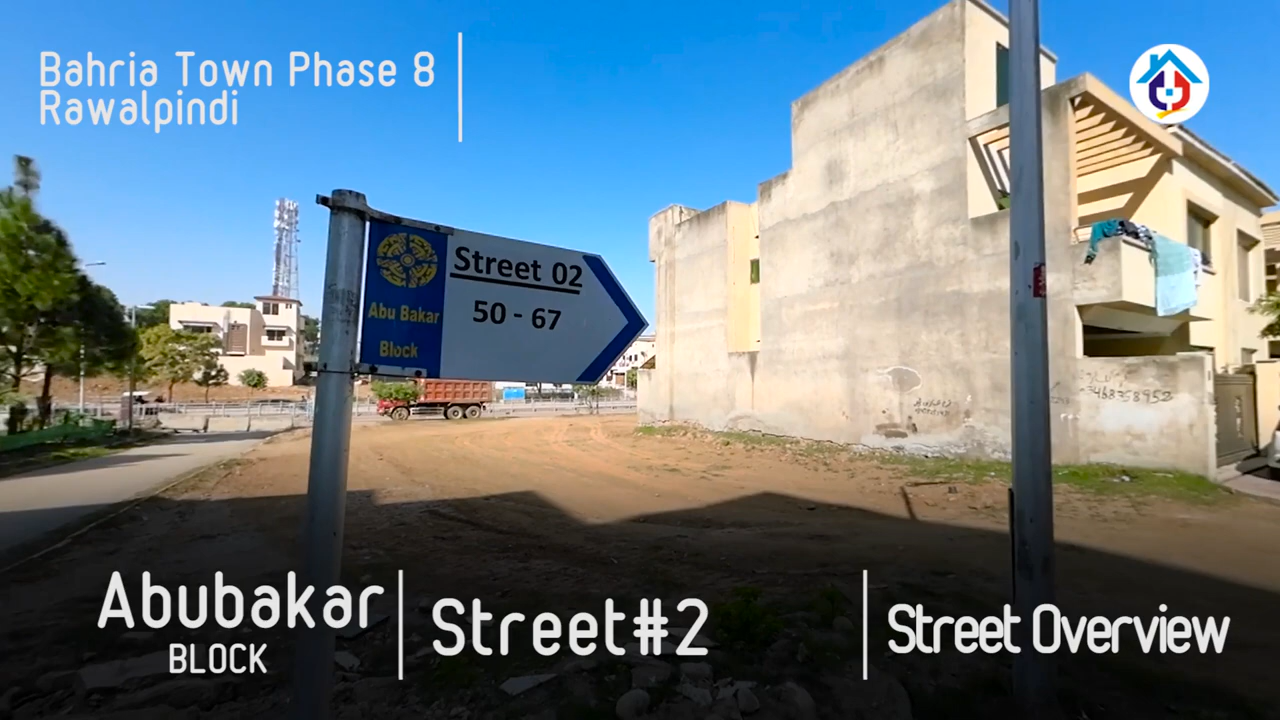 Bahria Town Phase 8
Rawalpindi
Street 02
50 - 67
Abu Bakar
Block
Abubakar
BLOCK
Street#2
Street Overview